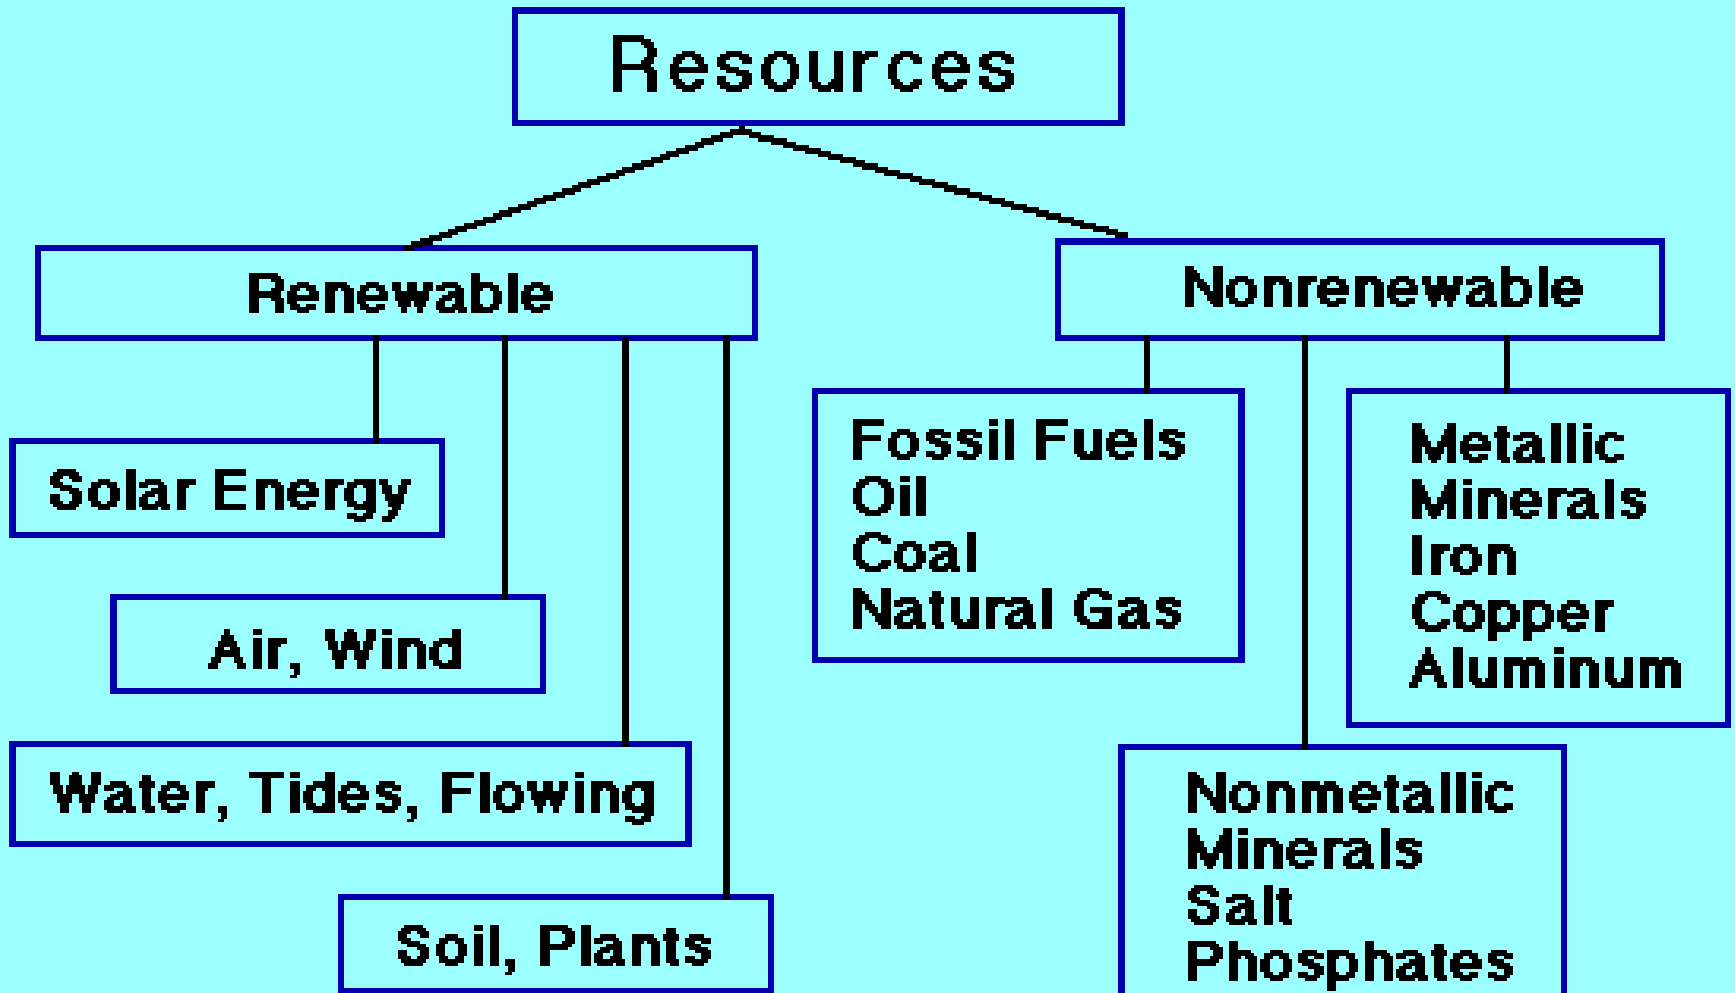 Resources
Renewable
Nonrenewable
Solar Energy
Air, Wind
Water, Tides, Flowing
Soil, Plants
Fossil Fuels
Oil
Coal
Natural Gas
Metallic
Minerals
Iron
Copper
Aluminum
Nonmetallic
Minerals
Salt
Phosphates